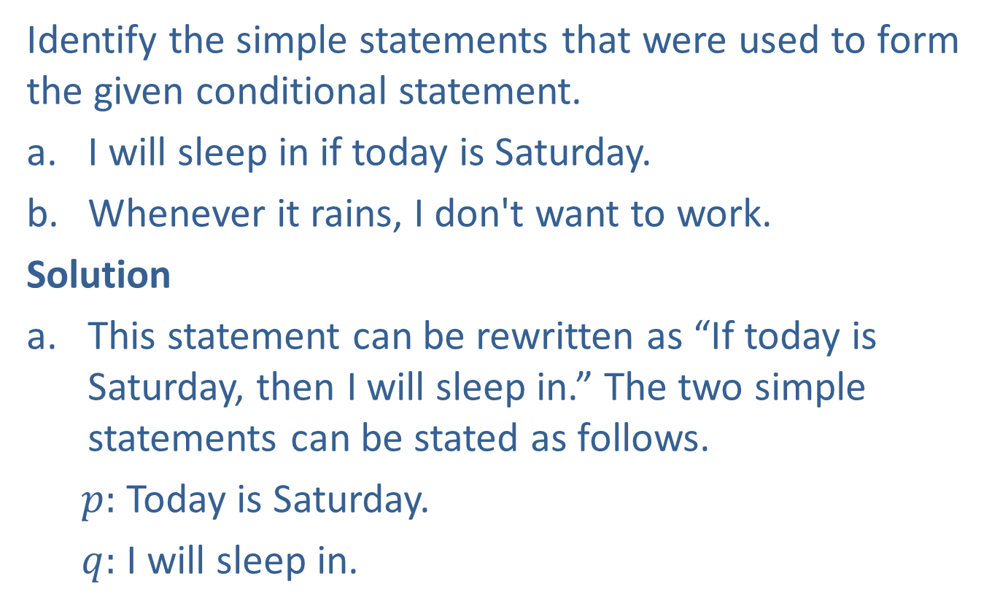 Identify the simple statements that were used to form
the given conditional statement.
a. I will sleep in if today is Saturday.
b. Whenever it rains, I don't want to work.
Solution
a. This statement can be rewritten as “If today is
Saturday, then I will sleep in.” The two simple
statements can be stated as follows.
p: Today is Saturday.
q: I will sleep in.